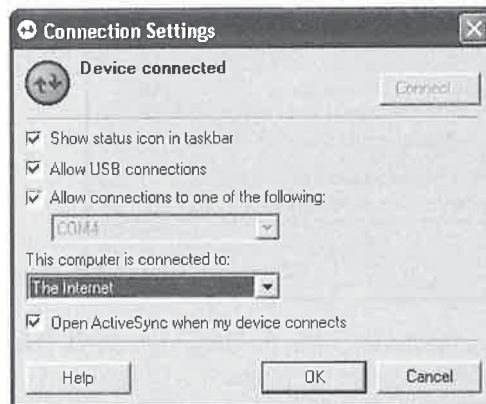 Connection Settings
Device connected
Connect...
Show status icon in taskbar
Allow USB connections
Allow connections to one of the following:
COM4
This computer is connected to:
The Internet
Open ActiveSync when my device connects
Help OK Cancel